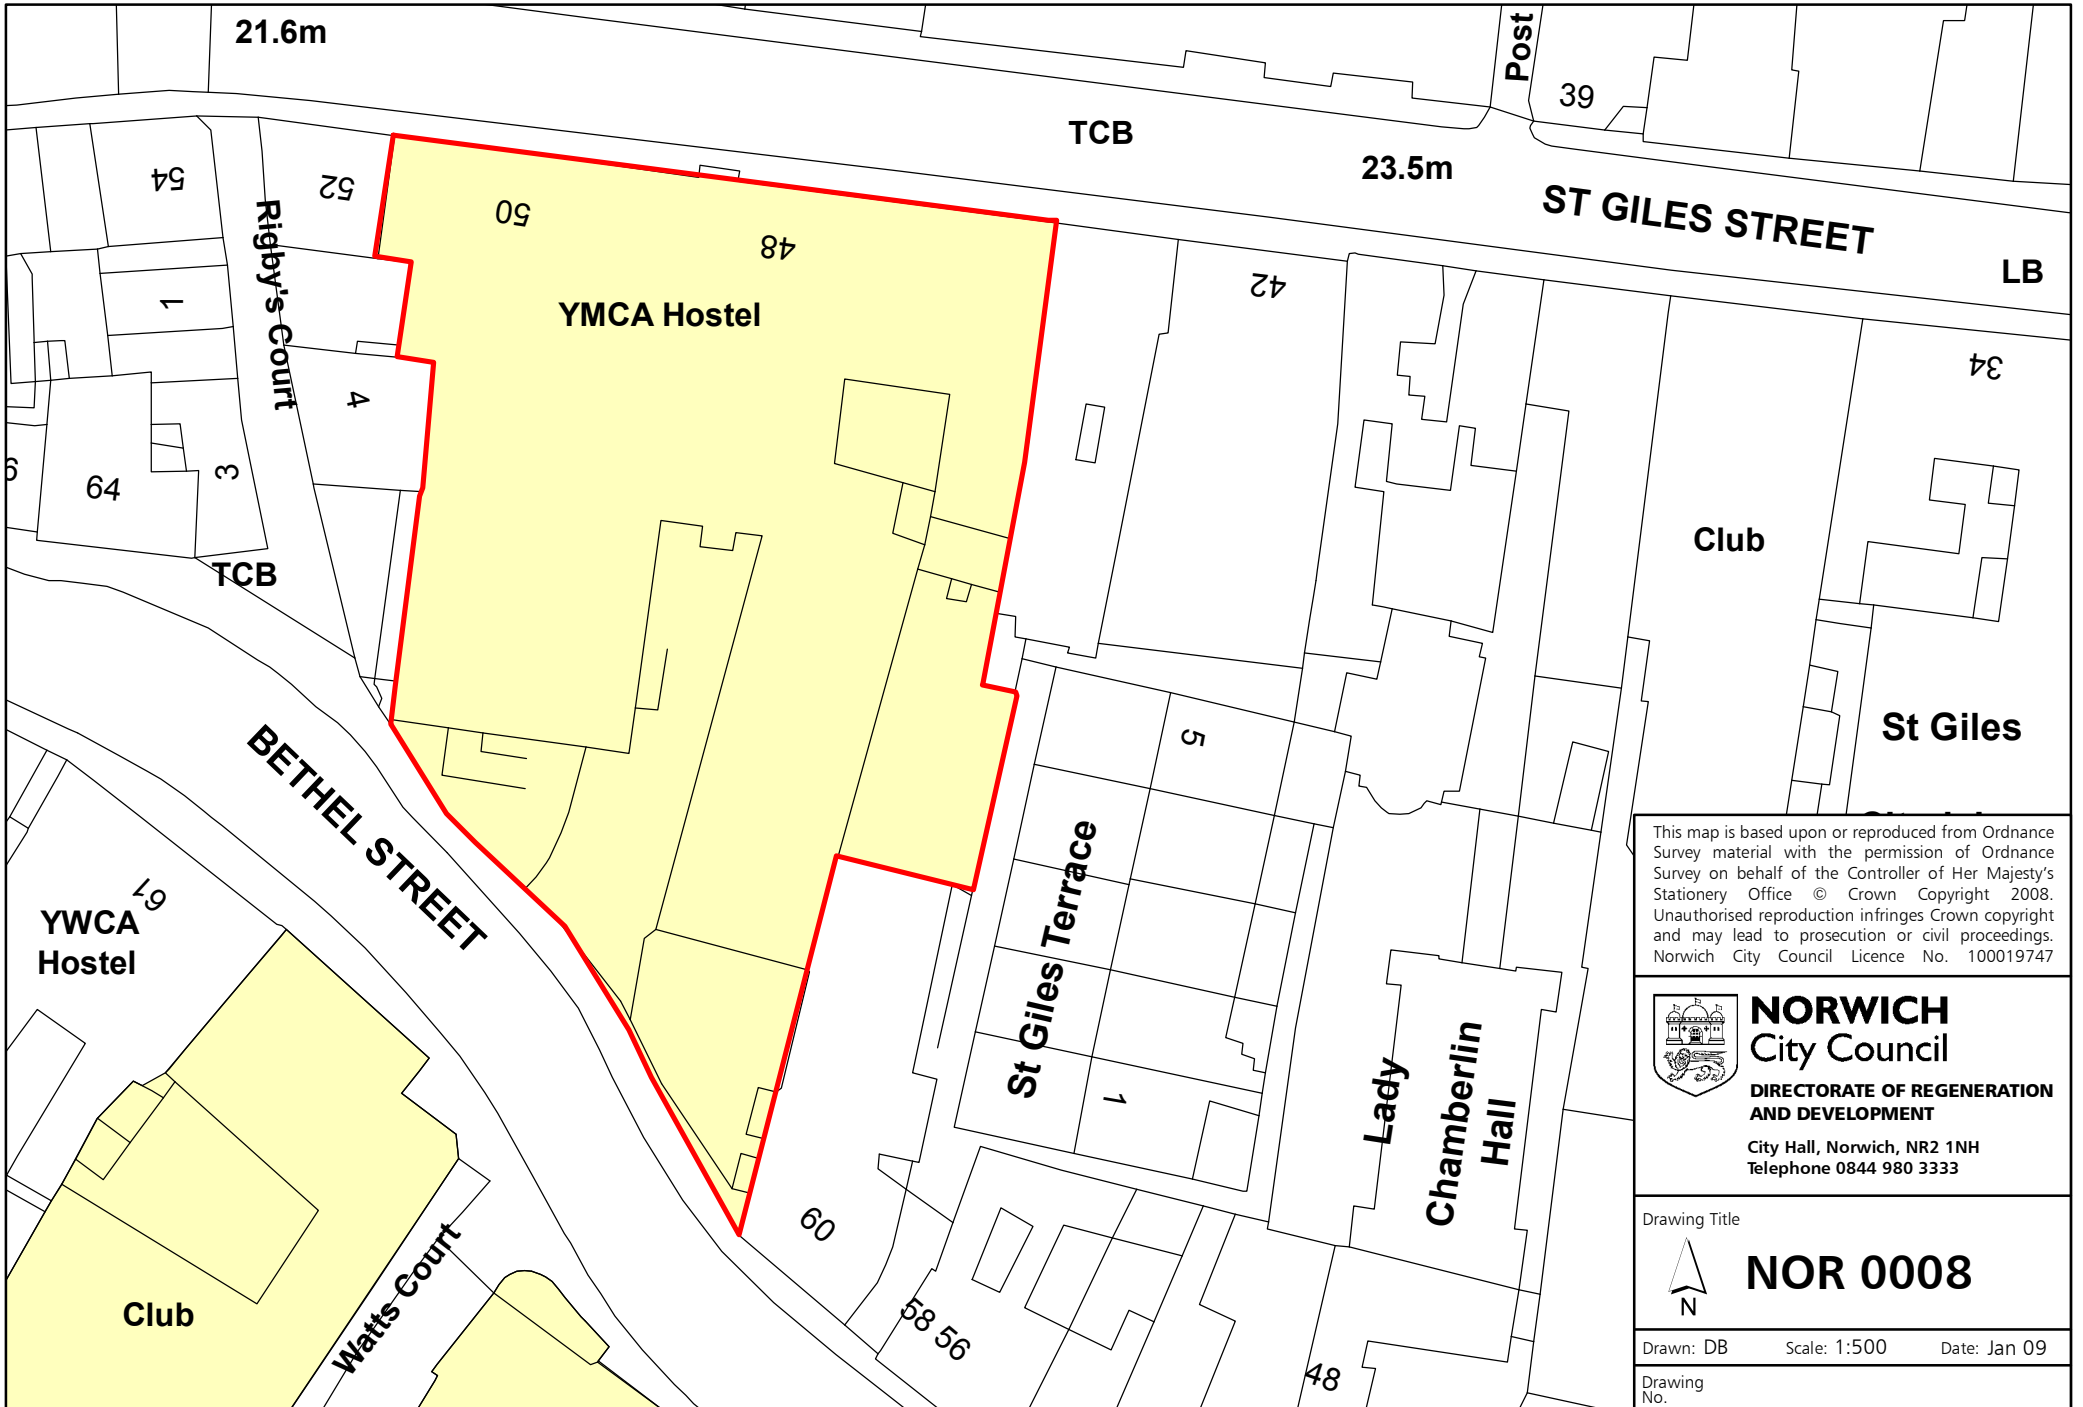 21.6m
Post
39
TCB
23.5m
ST GILES STREET
LB
54
52
50
48
42
34
Rigby's Court
YMCA Hostel
1
4
3
64
TCB
Club
5
St Giles
BETHEL STREET
61
YWCA
Hostel
St Giles Terrace
1
Lady
Chamberlin
Hall
60
58 56
48
Club
Watts Court
This map is based upon or reproduced from Ordnance
Survey material with the permission of Ordnance
Survey on behalf of the Controller of Her Majesty’s
Stationery Office © Crown Copyright 2008.
Unauthorised reproduction infringes Crown copyright
and may lead to prosecution or civil proceedings.
Norwich City Council Licence No. 100019747
NORWICH
City Council
DIRECTORATE OF REGENERATION
AND DEVELOPMENT
City Hall, Norwich, NR2 1NH
Telephone 0844 980 3333
Drawing Title
N
NOR 0008
Drawn: DB Scale: 1:500 Date: Jan 09
Drawing
No.